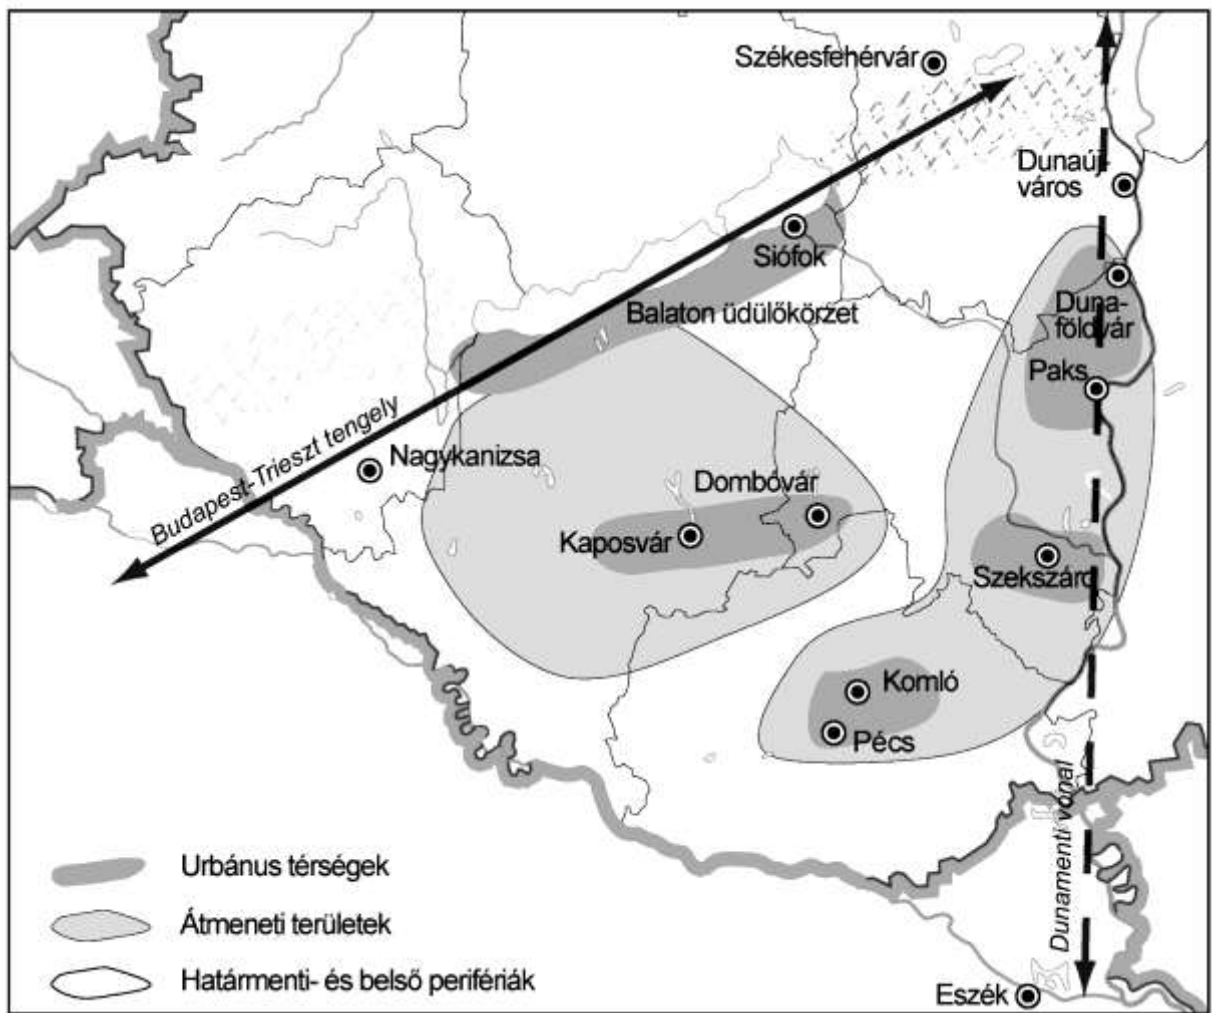 Székesfehérvár
Dunaúj-
város
Siófok
Duna-
földvár
Balaton üdülőkörzet
Paks
Budapest-Trieszt tengely
Nagykanizsa
Dombóvár
Kaposvár
Szekszárd
Komló
Pécs
Dunamenti vonal
Urbánus térségek
Átmeneti területek
Határmenti- és belső perifériák
Eszék